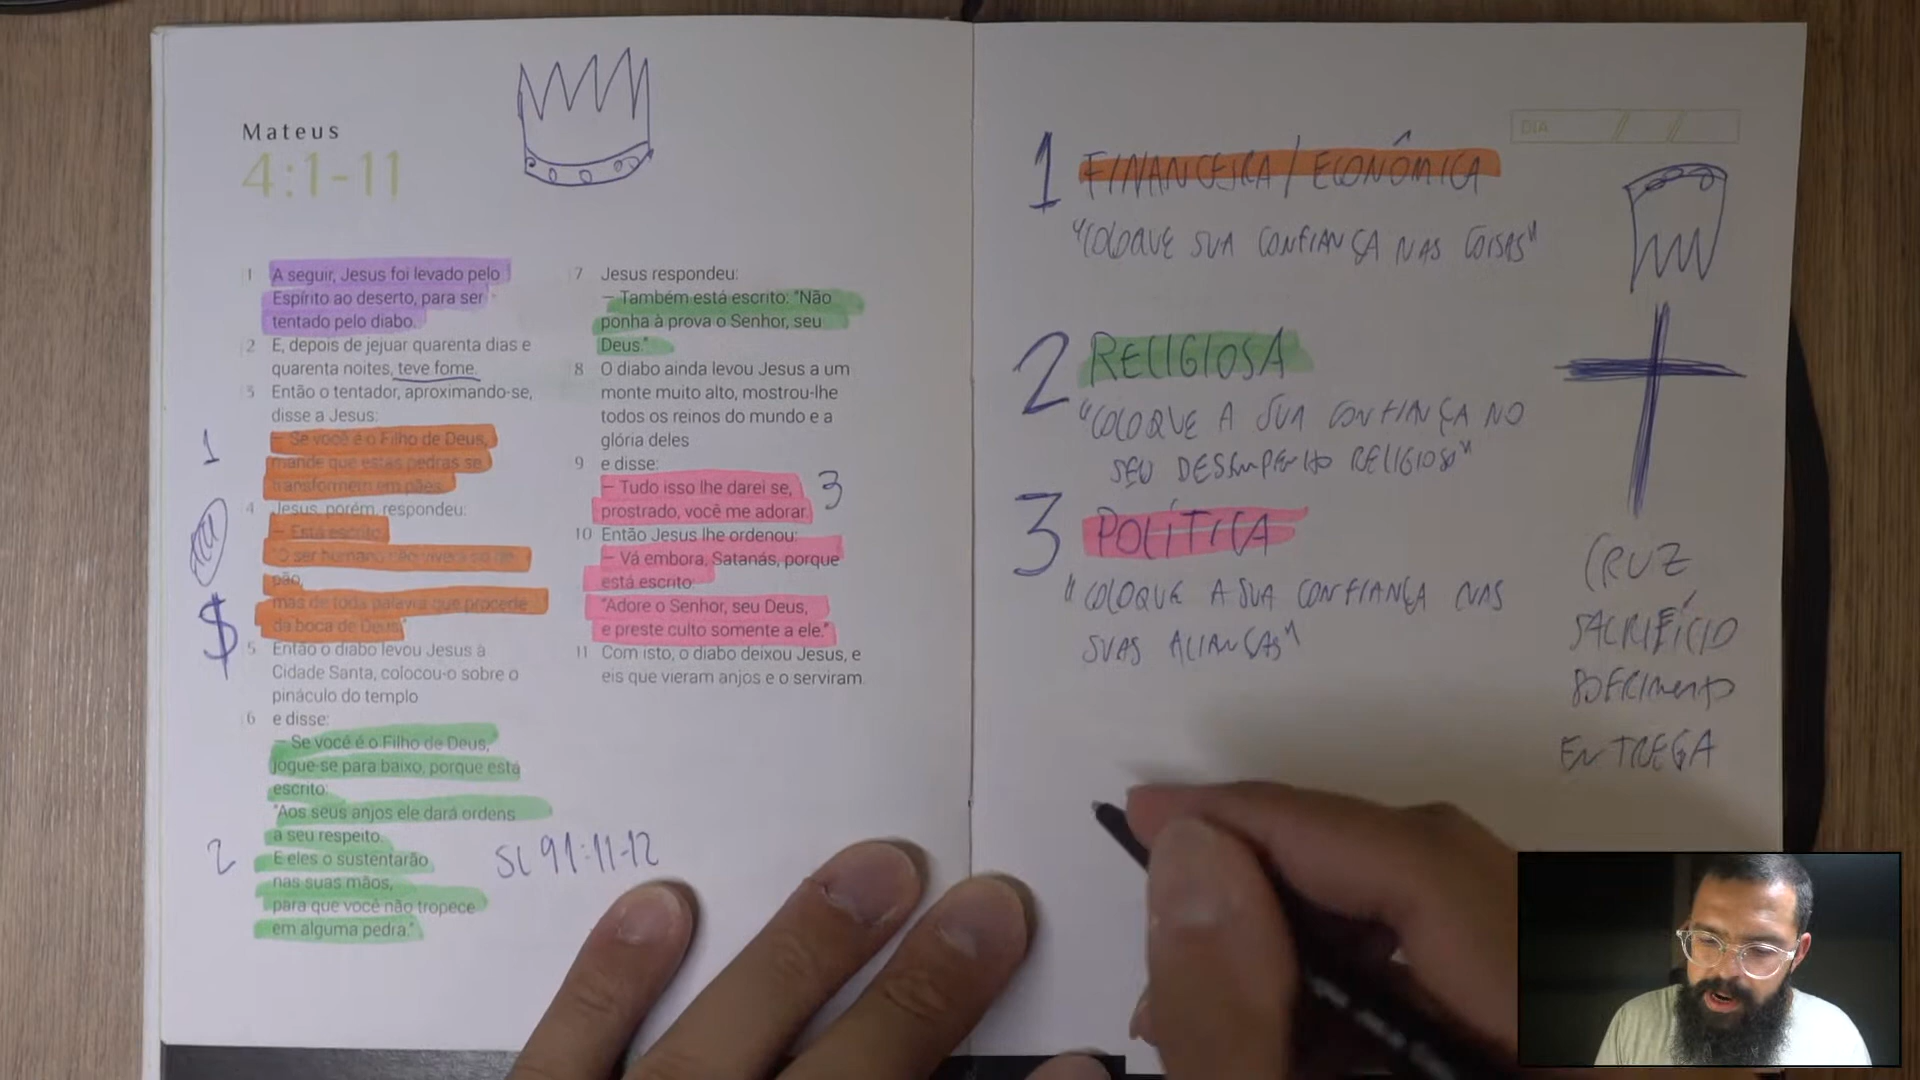 Mateus
4:1-11
1 A seguir, Jesus foi levado pelo
Espírito ao deserto, para ser
tentado pelo diabo.
2 E, depois de jejuar quarenta dias e
quarenta noites, teve fome.
3 Então o tentador, aproximando-se,
disse a Jesus:
1
— Se você é o Filho de Deus,
mande que estas pedras se
transformem em pães.
4 Jesus, porém, respondeu:
— Está escrito:
"O ser humano não viverá só de
pão,
mas de toda palavra que procede
da boca de Deus."
$
5 Então o diabo levou Jesus à
Cidade Santa, colocou-o sobre o
pináculo do templo
6 e disse:
— Se você é o Filho de Deus,
jogue-se para baixo, porque está
escrito:
"Aos seus anjos ele dará ordens
a seu respeito.
2
E eles o sustentarão
nas suas mãos,
para que você não tropece
em alguma pedra."
SL 91:11-12
7 Jesus respondeu:
— Também está escrito: "Não
ponha à prova o Senhor, seu
Deus."
8 O diabo ainda levou Jesus a um
monte muito alto, mostrou-lhe
todos os reinos do mundo e a
glória deles
9 e disse:
— Tudo isso lhe darei se,
prostrado, você me adorar.
3
10 Então Jesus lhe ordenou:
— Vá embora, Satanás, porque
está escrito:
"Adore o Senhor, seu Deus,
e preste culto somente a ele."
11 Com isto, o diabo deixou Jesus, e
eis que vieram anjos e o serviram.
DIA / /
1 FINANCEIRA / ECONÔMICA
"COLOQUE SUA CONFIANÇA NAS COISAS"
2 RELIGIOSA
"COLOQUE A SUA CONFIANÇA NO
SEU DESEMPENHO RELIGIOSO"
3 POLÍTICA
"COLOQUE A SUA CONFIANÇA NAS
SUAS ALIANÇAS"
CRUZ
SACRIFÍCIO
SOFRIMENTO
ENTREGA